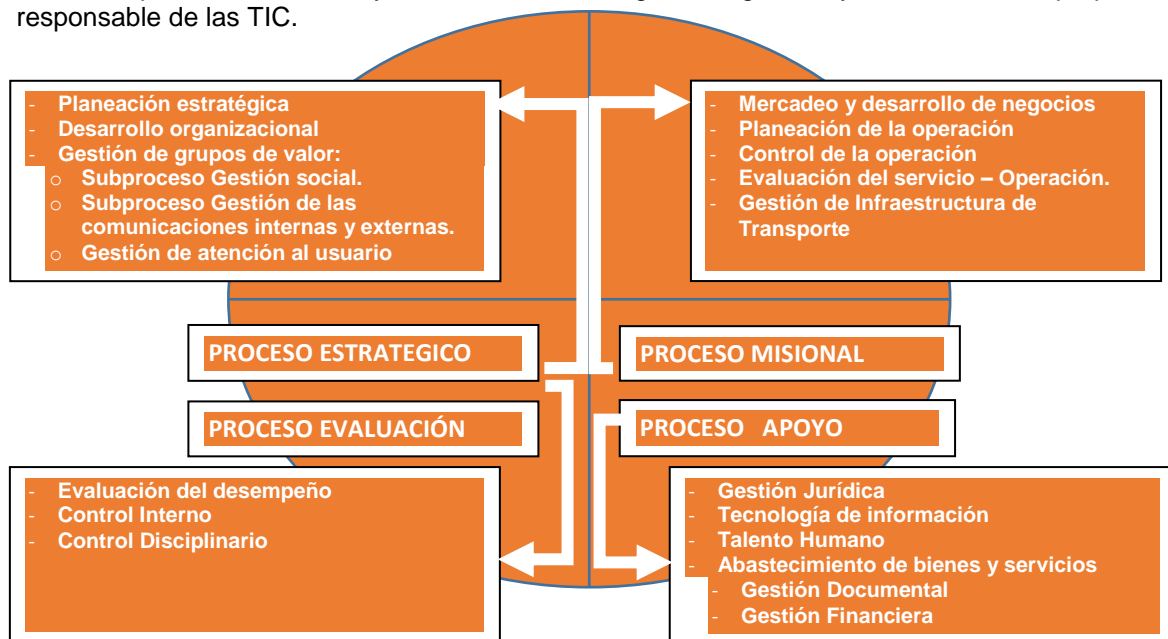 responsable de las TIC.
- Planeación estratégica
- Desarrollo organizacional
- Gestión de grupos de valor:
o Subproceso Gestión social.
o Subproceso Gestión de las
comunicaciones internas y externas.
o Gestión de atención al usuario
- Mercadeo y desarrollo de negocios
- Planeación de la operación
- Control de la operación
- Evaluación del servicio – Operación.
- Gestión de Infraestructura de
Transporte
PROCESO ESTRATEGICO
PROCESO MISIONAL
PROCESO EVALUACIÓN
PROCESO APOYO
- Evaluación del desempeño
- Control Interno
- Control Disciplinario
- Gestión Jurídica
- Tecnología de información
- Talento Humano
- Abastecimiento de bienes y servicios
- Gestión Documental
- Gestión Financiera